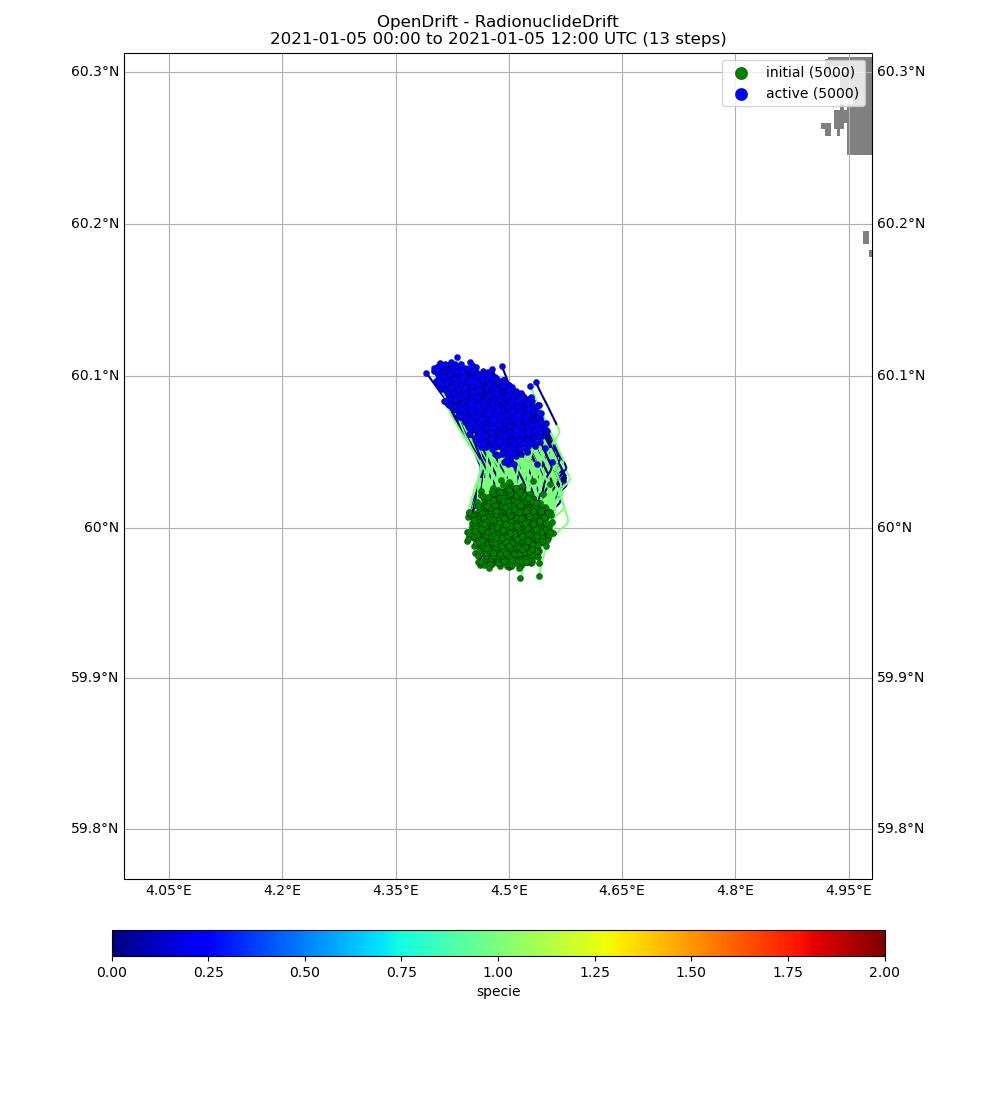 OpenDrift - RadionuclideDrift
2021-01-05 00:00 to 2021-01-05 12:00 UTC (13 steps)
initial (5000)
active (5000)
60.3°N
60.3°N
60.2°N
60.2°N
60.1°N
60.1°N
60°N
60°N
59.9°N
59.9°N
59.8°N
59.8°N
4.05°E
4.2°E
4.35°E
4.5°E
4.65°E
4.8°E
4.95°E
0.00
0.25
0.50
0.75
1.00
1.25
1.50
1.75
2.00
specie